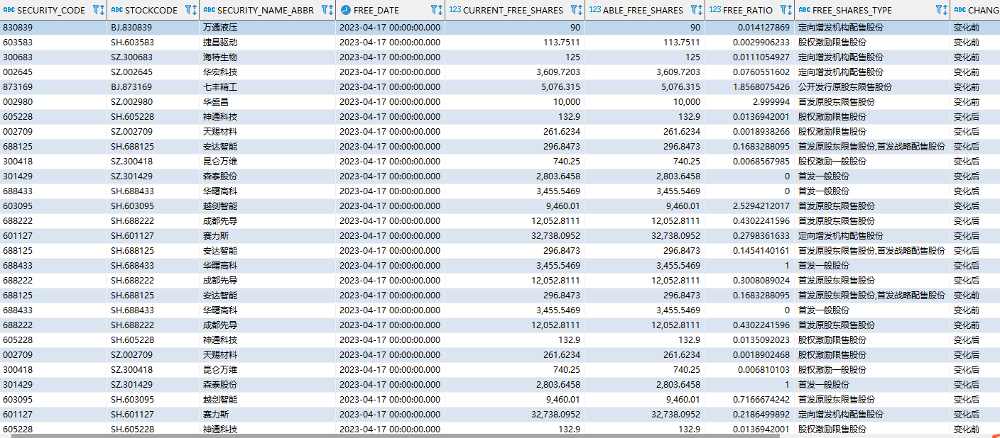 ABC SECURITY_CODE ABC STOCKCODE ABC SECURITY_NAME_ABBR FREE_DATE 123 CURRENT_FREE_SHARES 123 ABLE_FREE_SHARES 123 FREE_RATIO ABC FREE_SHARES_TYPE ABC CHANG
830839 BJ.830839 万通液压 2023-04-17 00:00:00.000 90 90 0.014127869 定向增发机构配售股份 变化前
603583 SH.603583 捷昌驱动 2023-04-17 00:00:00.000 113.7511 113.7511 0.0029906233 股权激励限售股份 变化前
300683 SZ.300683 海特生物 2023-04-17 00:00:00.000 125 125 0.0111054927 定向增发机构配售股份 变化前
002645 SZ.002645 华宏科技 2023-04-17 00:00:00.000 3,609.7203 3,609.7203 0.0760551602 定向增发机构配售股份 变化前
873169 BJ.873169 七丰精工 2023-04-17 00:00:00.000 5,076.315 5,076.315 1.8568075426 公开发行原股东限售股份 变化前
002980 SZ.002980 华盛昌 2023-04-17 00:00:00.000 10,000 10,000 2.999994 首发原股东限售股份 变化前
605228 SH.605228 神通科技 2023-04-17 00:00:00.000 132.9 132.9 0.0136942001 股权激励限售股份 变化后
002709 SZ.002709 天赐材料 2023-04-17 00:00:00.000 261.6234 261.6234 0.0018938266 股权激励限售股份 变化后
688125 SH.688125 安达智能 2023-04-17 00:00:00.000 296.8473 296.8473 0.1683288095 首发原股东限售股份,首发战略配售股份 变化后
300418 SZ.300418 昆仑万维 2023-04-17 00:00:00.000 740.25 740.25 0.0068567985 股权激励一般股份 变化后
301429 SZ.301429 森泰股份 2023-04-17 00:00:00.000 2,803.6458 2,803.6458 0 首发一般股份 变化后
688433 SH.688433 华曙高科 2023-04-17 00:00:00.000 3,455.5469 3,455.5469 0 首发一般股份 变化后
603095 SH.603095 越剑智能 2023-04-17 00:00:00.000 9,460.01 9,460.01 2.5294212017 首发原股东限售股份 变化后
688222 SH.688222 成都先导 2023-04-17 00:00:00.000 12,052.8111 12,052.8111 0.4302241596 首发原股东限售股份 变化后
601127 SH.601127 赛力斯 2023-04-17 00:00:00.000 32,738.0952 32,738.0952 0.2798361633 定向增发机构配售股份 变化后
688125 SH.688125 安达智能 2023-04-17 00:00:00.000 296.8473 296.8473 0.1454140161 首发原股东限售股份,首发战略配售股份 变化后
688433 SH.688433 华曙高科 2023-04-17 00:00:00.000 3,455.5469 3,455.5469 1 首发一般股份 变化后
688222 SH.688222 成都先导 2023-04-17 00:00:00.000 12,052.8111 12,052.8111 0.3008089024 首发原股东限售股份 变化后
688125 SH.688125 安达智能 2023-04-17 00:00:00.000 296.8473 296.8473 0.1683288095 首发原股东限售股份,首发战略配售股份 变化前
688433 SH.688433 华曙高科 2023-04-17 00:00:00.000 3,455.5469 3,455.5469 0 首发一般股份 变化前
688222 SH.688222 成都先导 2023-04-17 00:00:00.000 12,052.8111 12,052.8111 0.4302241596 首发原股东限售股份 变化前
605228 SH.605228 神通科技 2023-04-17 00:00:00.000 132.9 132.9 0.0135092023 股权激励限售股份 变化后
002709 SZ.002709 天赐材料 2023-04-17 00:00:00.000 261.6234 261.6234 0.0018902468 股权激励限售股份 变化后
300418 SZ.300418 昆仑万维 2023-04-17 00:00:00.000 740.25 740.25 0.006810103 股权激励一般股份 变化后
301429 SZ.301429 森泰股份 2023-04-17 00:00:00.000 2,803.6458 2,803.6458 1 首发一般股份 变化后
603095 SH.603095 越剑智能 2023-04-17 00:00:00.000 9,460.01 9,460.01 0.7166674242 首发原股东限售股份 变化后
601127 SH.601127 赛力斯 2023-04-17 00:00:00.000 32,738.0952 32,738.0952 0.2186499892 定向增发机构配售股份 变化后
605228 SH.605228 神通科技 2023-04-17 00:00:00.000 132.9 132.9 0.0136942001 股权激励限售股份 变化前